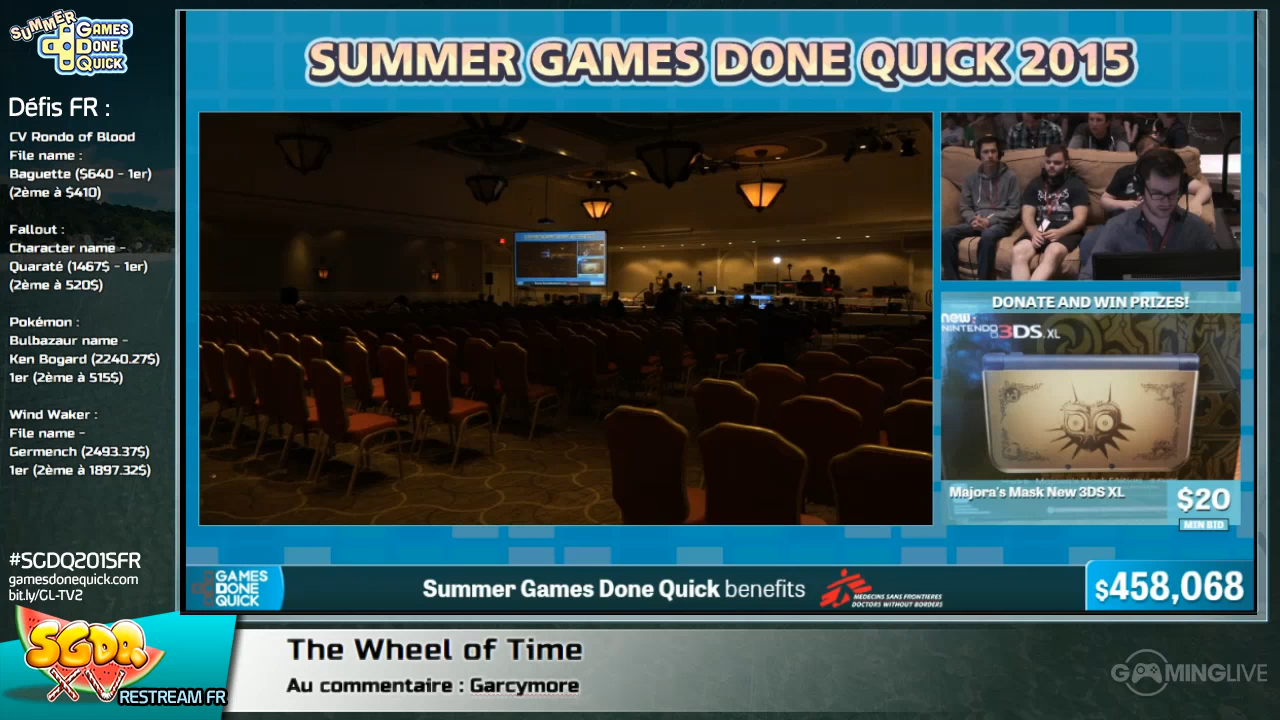 SUMMER
GAMES
DONE
QUICK
Défis FR :
CV Rondo of Blood
File name :
Baguette ($640 - 1er)
(2ème à $410)
Fallout :
Character name -
Quaraté (1467$ - 1er)
(2ème à 520$)
Pokémon :
Bulbazaur name -
Ken Bogard (2240.27$)
1er (2ème à 515$)
Wind Waker :
File name -
Germench (2493.37$)
1er (2ème à 1897.32$)
#SGDQ2015FR
gamesdonequick.com
bit.ly/GL-TV2
SGDQ
XV
RESTREAM FR
SUMMER GAMES DONE QUICK 2015
DONATE AND WIN PRIZES!
new
NINTENDO 3DS XL
Majora's Mask New 3DS XL
$20
MIN BID
GAMES
DONE
QUICK
Summer Games Done Quick benefits
MEDECINS SANS FRONTIERES
DOCTORS WITHOUT BORDERS
$458,068
The Wheel of Time
Au commentaire : Garcymore
GAMINGLIVE